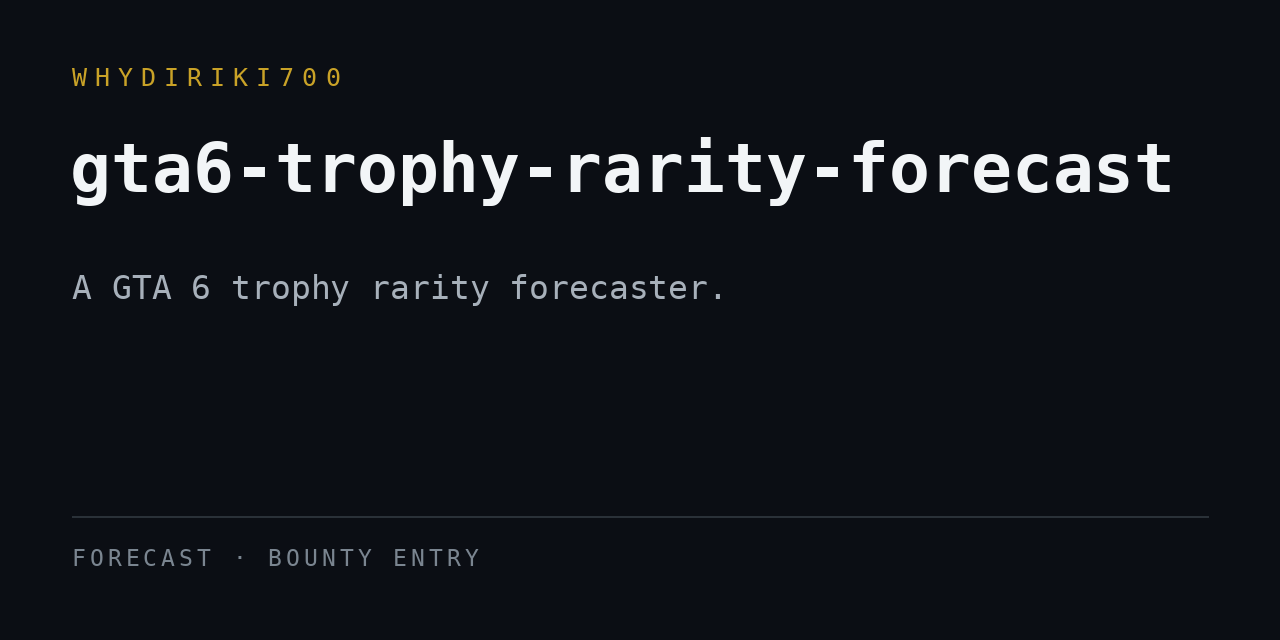 WHYDIRIKI700
gta6-trophy-rarity-forecast
A GTA 6 trophy rarity forecaster.
FORECAST · BOUNTY ENTRY